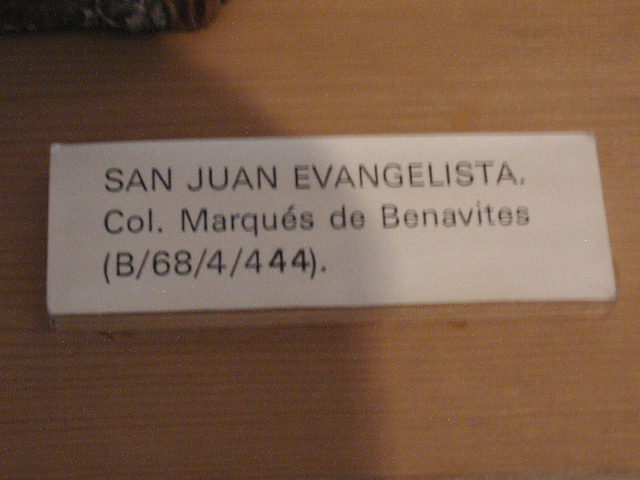 SAN JUAN EVANGELISTA.
Col. Marqués de Benavites
(B/68/4/444).